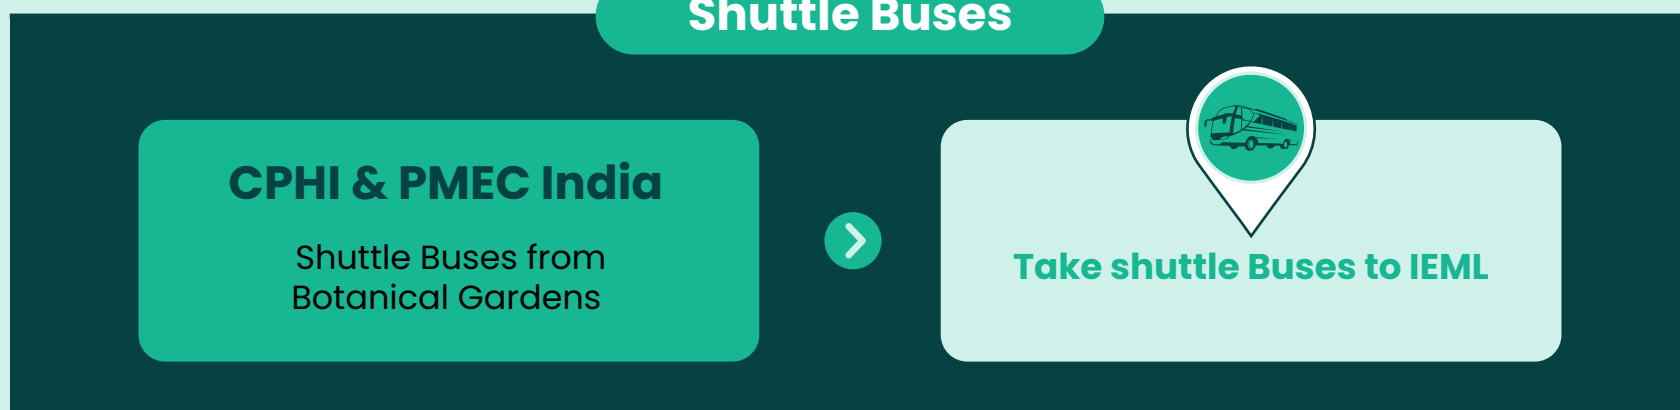 Shuttle Buses
CPHI & PMEC India
Shuttle Buses from
Botanical Gardens
Take shuttle Buses to IEML